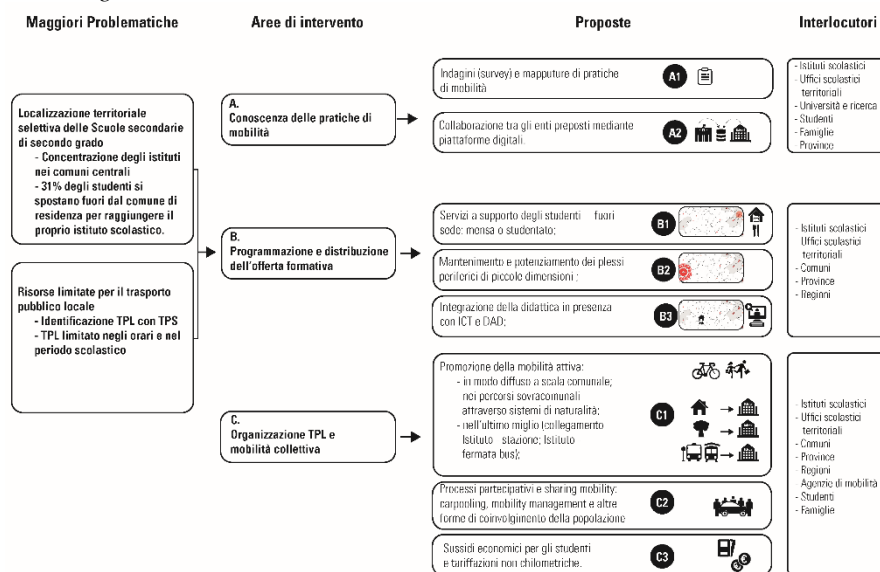 Maggiori Problematiche
Aree di intervento
Proposte
Interlocutori
Localizzazione territoriale
selettiva delle Scuole secondarie
di secondo grado
- Concentrazione degli istituti
nei comuni centrali
- 31% degli studenti si
spostano fuori dal comune di
residenza per raggiungere il
proprio istituto scolastico.
Risorse limitate per il trasporto
pubblico locale
- Identificazione TPL con TPS
- TPL limitato negli orari e nel
periodo scolastico
A.
Conoscenza delle pratiche di
mobilità
Indagini (survey) e mapputure di pratiche
di mobilità
A1
Collaborazione tra gli enti preposti mediante
piattaforme digitali.
A2
- Istituti scolastici
- Uffici scolastici
territoriali
- Università e ricerca
- Studenti
- Famiglie
- Province
B.
Programmazione e distribuzione
dell'offerta formativa
Servizi a supporto degli studenti fuori
sede: mensa o studentato;
B1
Mantenimento e potenziamento dei plessi
periferici di piccole dimensioni ;
B2
Integrazione della didattica in presenza
con ICT e DAD;
B3
- Istituti scolastici
Uffici scolastici
territoriali
- Comuni
- Province
- Regioni
C.
Organizzazione TPL e
mobilità collettiva
Promozione della mobilità attiva:
- in modo diffuso a scala comunale;
nei percorsi sovracomunali
attraverso sistemi di naturalità;
- nell'ultimo miglio (collegamento
Istituto stazione; Istituto
fermata bus);
C1
Processi partecipativi e sharing mobility:
carpooling, mobility management e altre
forme di coinvolgimento della popolazione
C2
Sussidi economici per gli studenti
e tariffazioni non chilometriche.
C3
- Istituti scolastici
- Uffici scolastici
territoriali
- Comuni
- Province
- Regioni
Agenzie di mobilità
- Studenti
- Famiglie